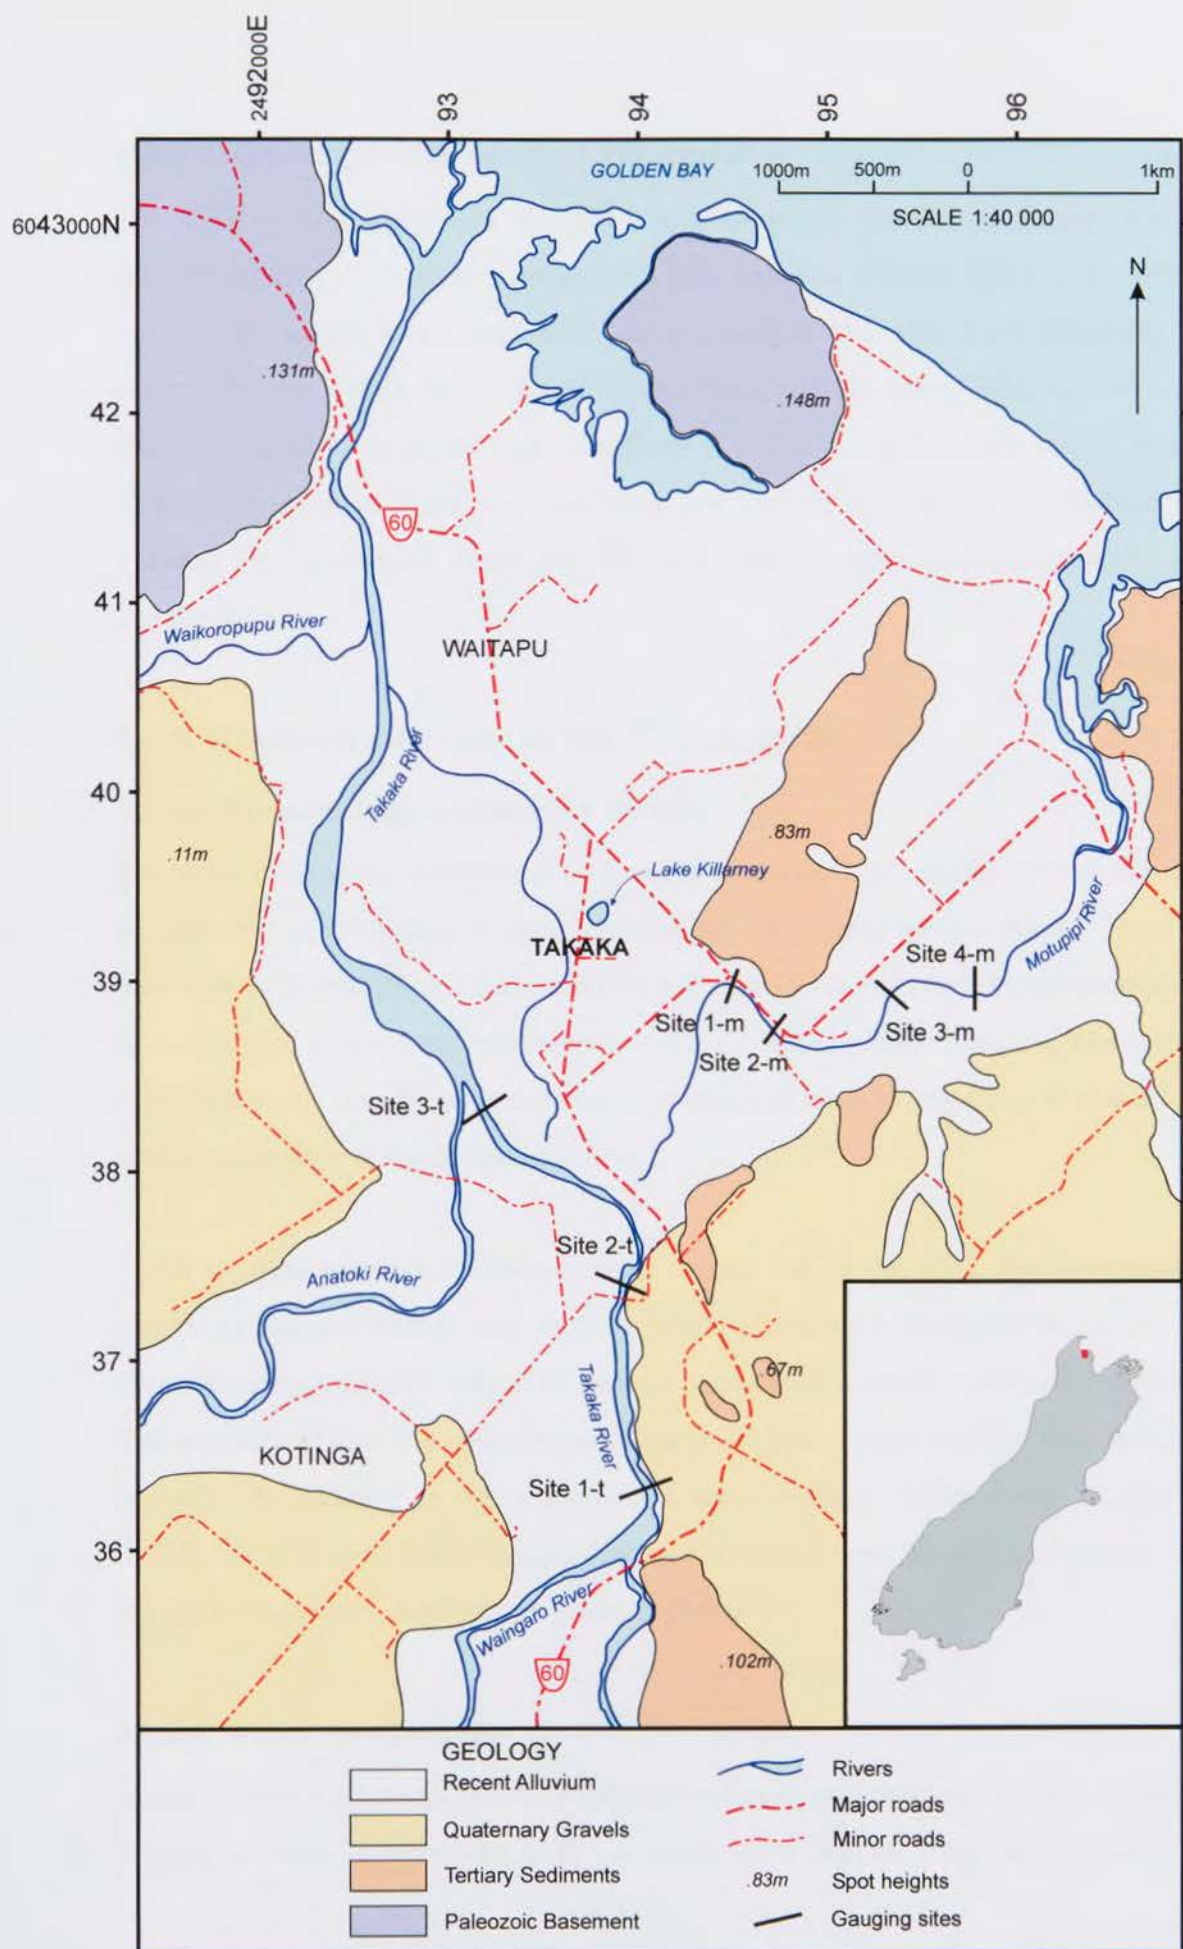 2492000E
93
94
95
96
GOLDEN BAY
1000m 500m 0 1km
SCALE 1:40 000
6043000N
N
.131m
.148m
42
60
41
Waikoropupu River
WAITAPU
Takaka River
40
.83m
.11m
Lake Killarney
TAKAKA
Motupipi River
39
Site 4-m
Site 1-m
Site 3-m
Site 2-m
Site 3-t
38
Site 2-t
Anatoki River
37
.67m
Takaka River
KOTINGA
Site 1-t
36
Waingaro River
60
.102m
GEOLOGY
Recent Alluvium
Quaternary Gravels
Tertiary Sediments
Paleozoic Basement
Rivers
Major roads
Minor roads
.83m Spot heights
Gauging sites